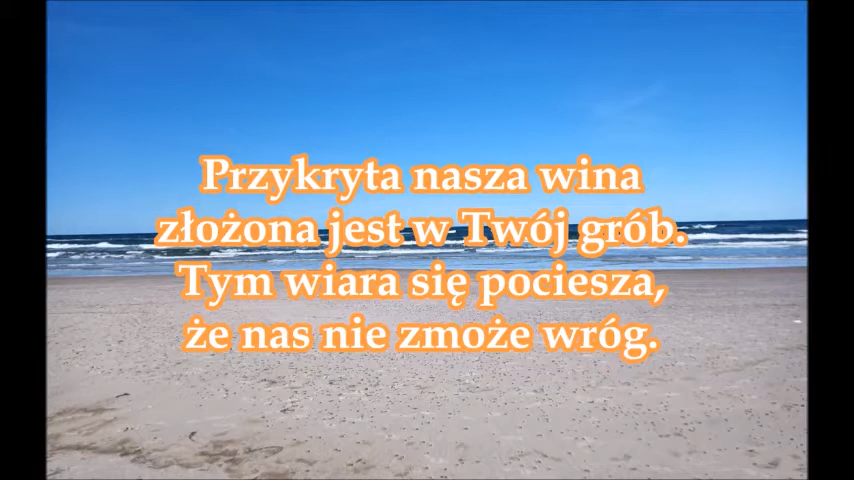 Przykryta nasza wina
złożona jest w Twój grób.
Tym wiara się pociesza,
że nas nie zmoże wróg.